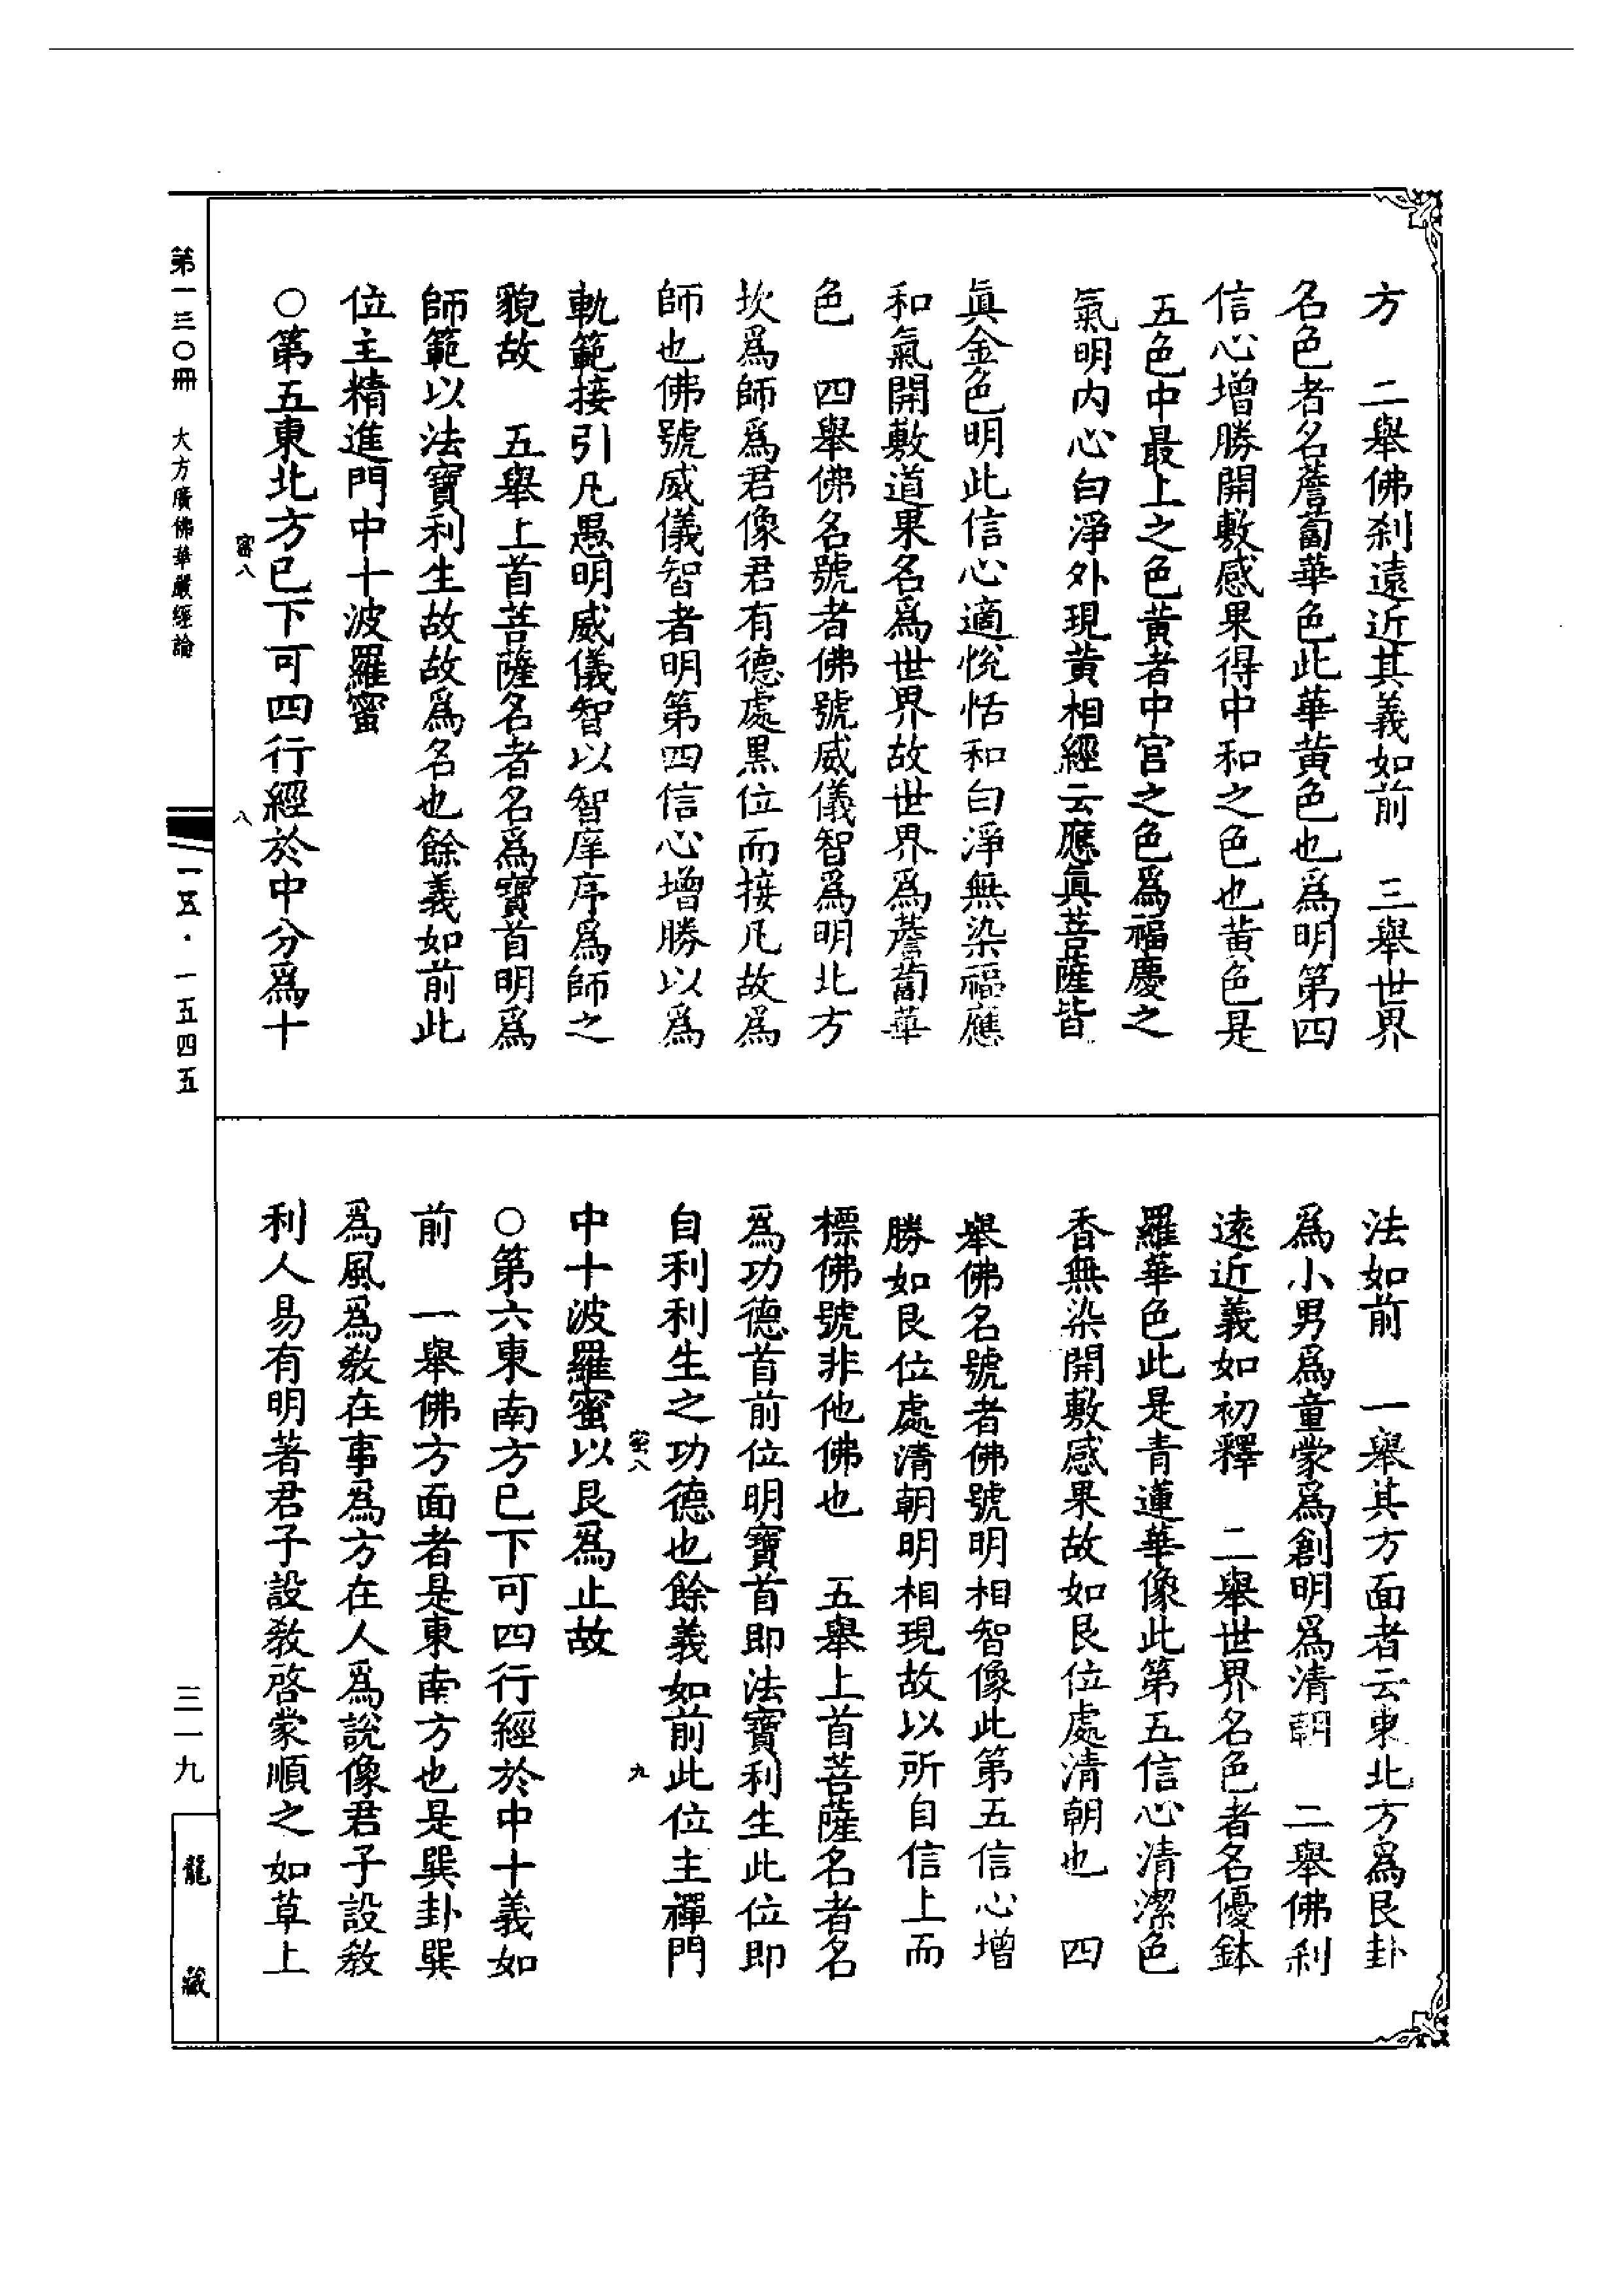 方　二舉佛刹遠近其義如前　三舉世界
名色者名薝蔔華色此華黃色也爲明第四
信心增勝開敷感果得中和之色也黃色是
五色中最上之色黃者中宮之色爲福慶之
氣明内心白淨外現黃相經云應眞菩薩皆
眞金色明此信心適悅恬和白淨無染福應
和氣開敷道果名爲世界故世界爲薝蔔華
色　四舉佛名號者佛號威儀智爲明北方
坎爲師爲君像君有德處黑位而接凡故爲
師也佛號威儀智者明第四信心增勝以爲
軌範接引凡愚明威儀智以智庠序爲師之
貌故　五舉上首菩薩名者名爲寶首明爲
師範以法寶利生故故爲名也餘義如前此
位主精進門中十波羅蜜
○第五東北方已下可四行經於中分爲十
密八
八
法如前　一舉其方面者云東北方爲艮卦
爲小男爲童蒙爲創明爲清朝　二舉佛刹
遠近義如初釋　二舉世界名色者名優鉢
羅華色此是青蓮華像此第五信心清潔色
香無染開敷感果故如艮位處清朝也　四
舉佛名號者佛號明相智像此第五信心增
勝如艮位處清朝明相現故以所自信上而
標佛號非他佛也　五舉上首菩薩名者名
爲功德首前位明寶首即法寶利生此位即
自利利生之功德也餘義如前此位主禪門
密八
九
中十波羅蜜以艮爲止故
○第六東南方已下可四行經於中十義如
前　一舉佛方面者是東南方也是巽卦巽
爲風爲敎在事爲方在人爲說像君子設敎
利人易有明著君子設敎啓蒙順之如草上
第一三〇冊　大方廣佛華嚴經論
一五·一五四五
三一九
龍藏